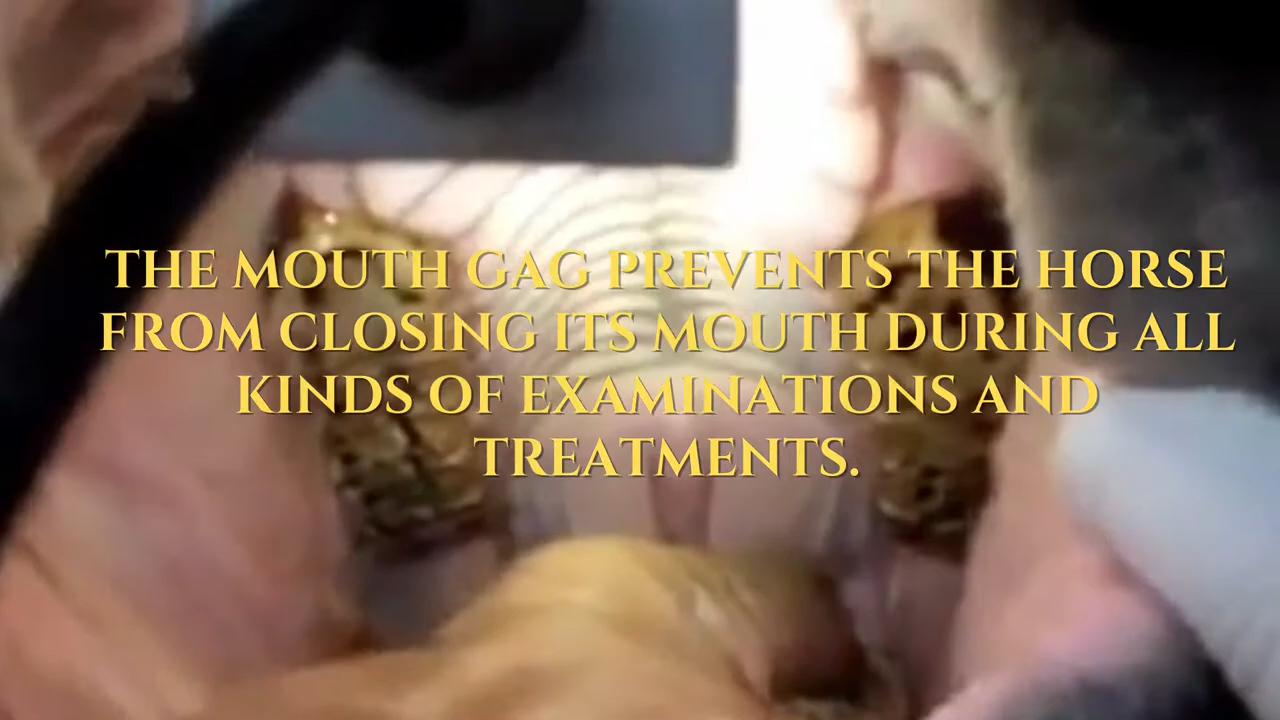 THE MOUTH GAG PREVENTS THE HORSE
FROM CLOSING ITS MOUTH DURING ALL
KINDS OF EXAMINATIONS AND
TREATMENTS.